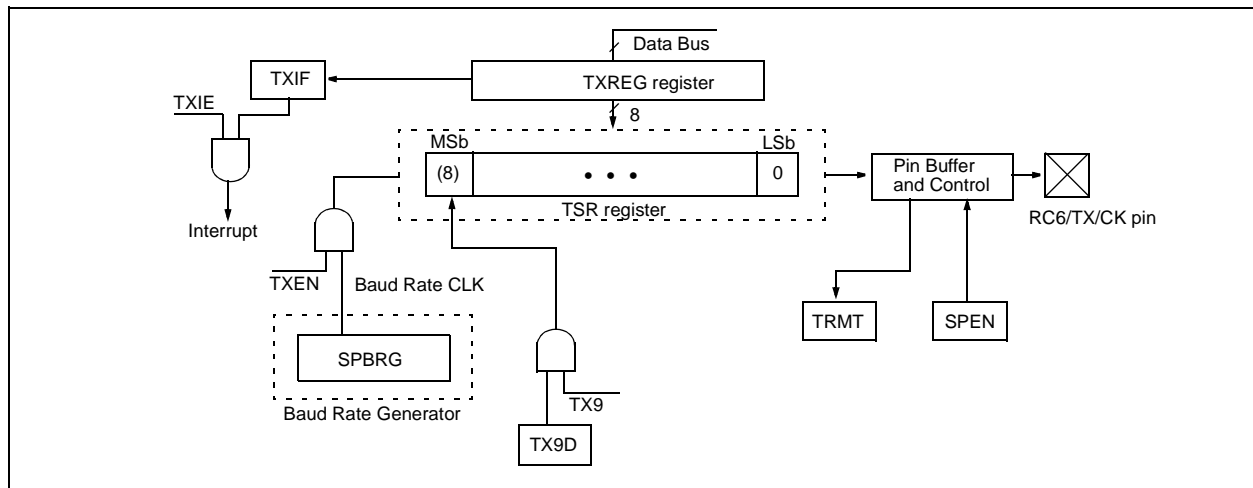 Data Bus
TXIF
TXREG register
TXIE
8
MSb
LSb
(8)
• • •
0
Pin Buffer
and Control
TSR register
Interrupt
RC6/TX/CK pin
TXEN
Baud Rate CLK
TRMT
SPEN
SPBRG
TX9
Baud Rate Generator
TX9D